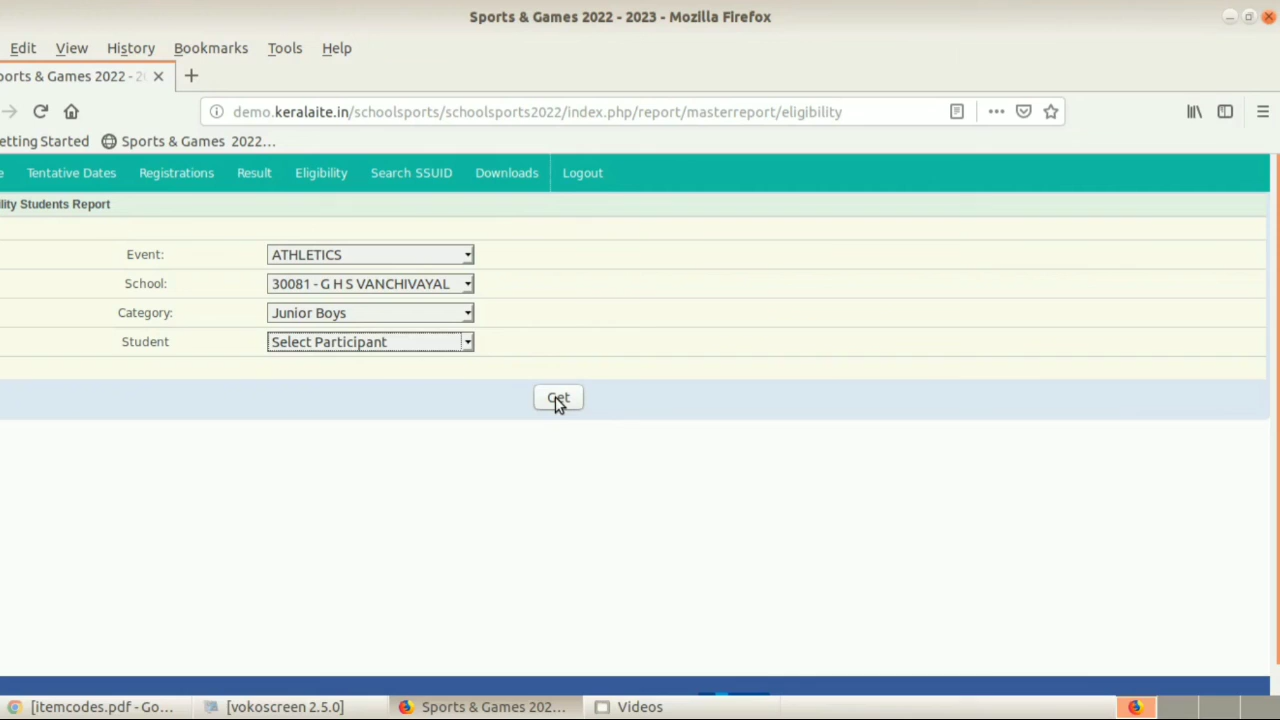 Sports & Games 2022 - 2023 - Mozilla Firefox
Edit View History Bookmarks Tools Help
ports & Games 2022 - 2
demo.keralaite.in/schoolsports/schoolsports2022/index.php/report/masterreport/eligibility
etting Started Sports & Games 2022...
e Tentative Dates Registrations Result Eligibility Search SSUID Downloads Logout
ility Students Report
Event: ATHLETICS
School: 30081 - G H S VANCHIVAYAL
Category: Junior Boys
Student Select Participant
Get
[itemcodes.pdf - Go... [vokoscreen 2.5.0] Sports & Games 202... Videos